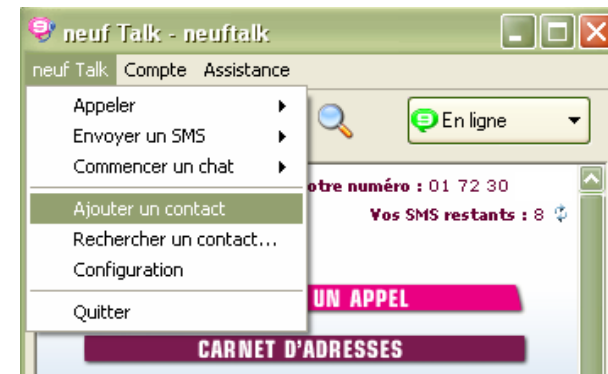 neuf Talk - neuftalk
neuf Talk Compte Assistance
Appeler
Envoyer un SMS
Commencer un chat
Ajouter un contact
Rechercher un contact...
Configuration
Quitter
En ligne
otre numéro : 01 72 30
Vos SMS restants : 8
UN APPEL
CARNET D'ADRESSES